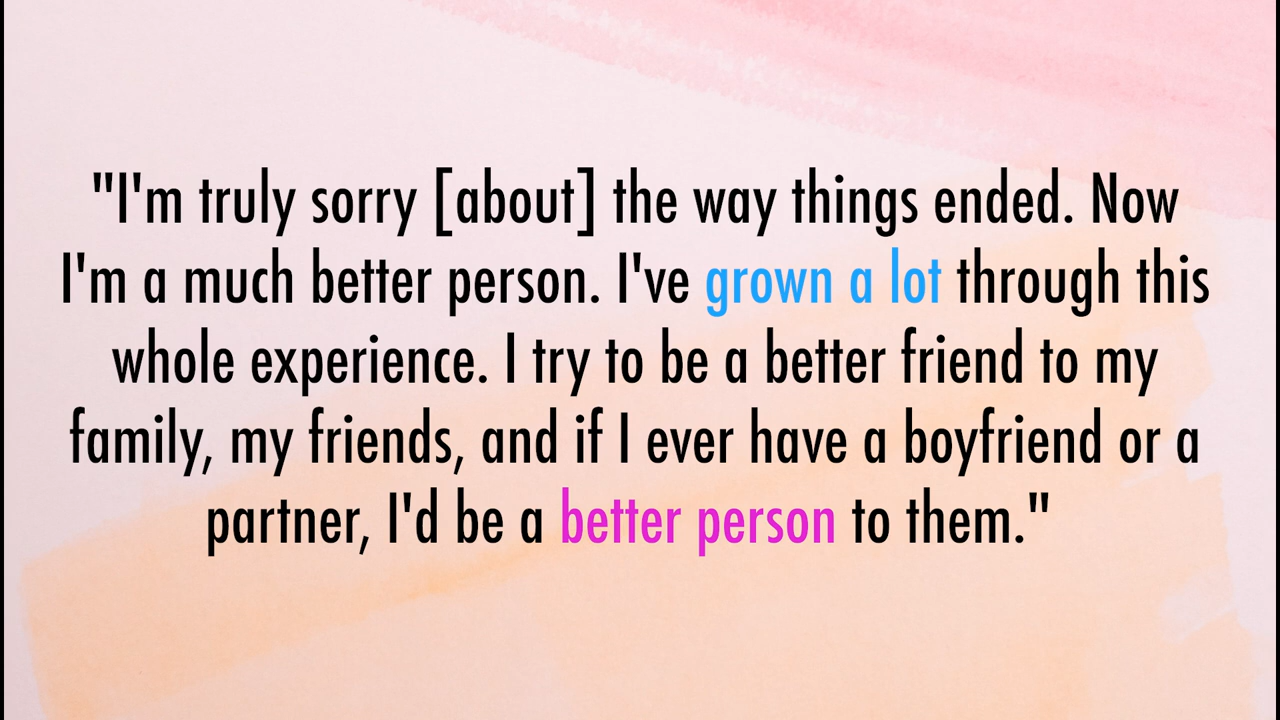 "I'm truly sorry [about] the way things ended. Now
I'm a much better person. I've grown a lot through this
whole experience. I try to be a better friend to my
family, my friends, and if I ever have a boyfriend or a
partner, I'd be a better person to them."